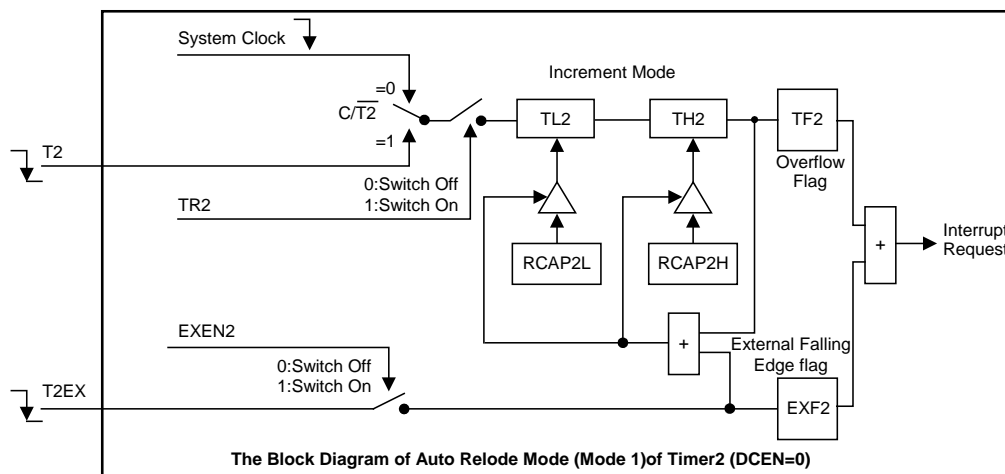 System Clock
Increment Mode
=0
C/T2
TL2
TH2
TF2
=1
T2
Overflow
Flag
0:Switch Off
1:Switch On
TR2
+
Interrupt
Request
RCAP2L
RCAP2H
EXEN2
+
External Falling
Edge flag
0:Switch Off
1:Switch On
T2EX
EXF2
The Block Diagram of Auto Relode Mode (Mode 1)of Timer2 (DCEN=0)